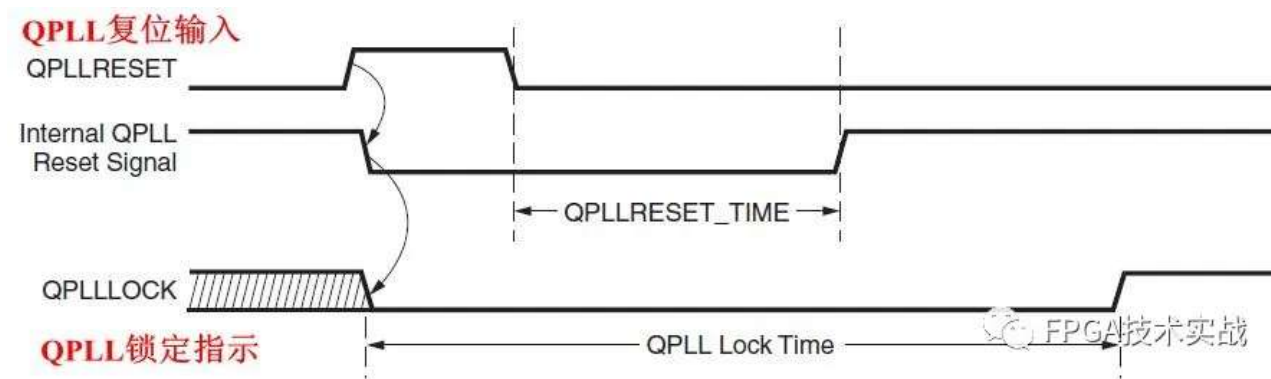 QPLL复位输入
QPLLRESET
Internal QPLL
Reset Signal
QPLLRESET_TIME
QPLLLOCK
QPLL锁定指示
QPLL Lock Time
FPGA技术实战